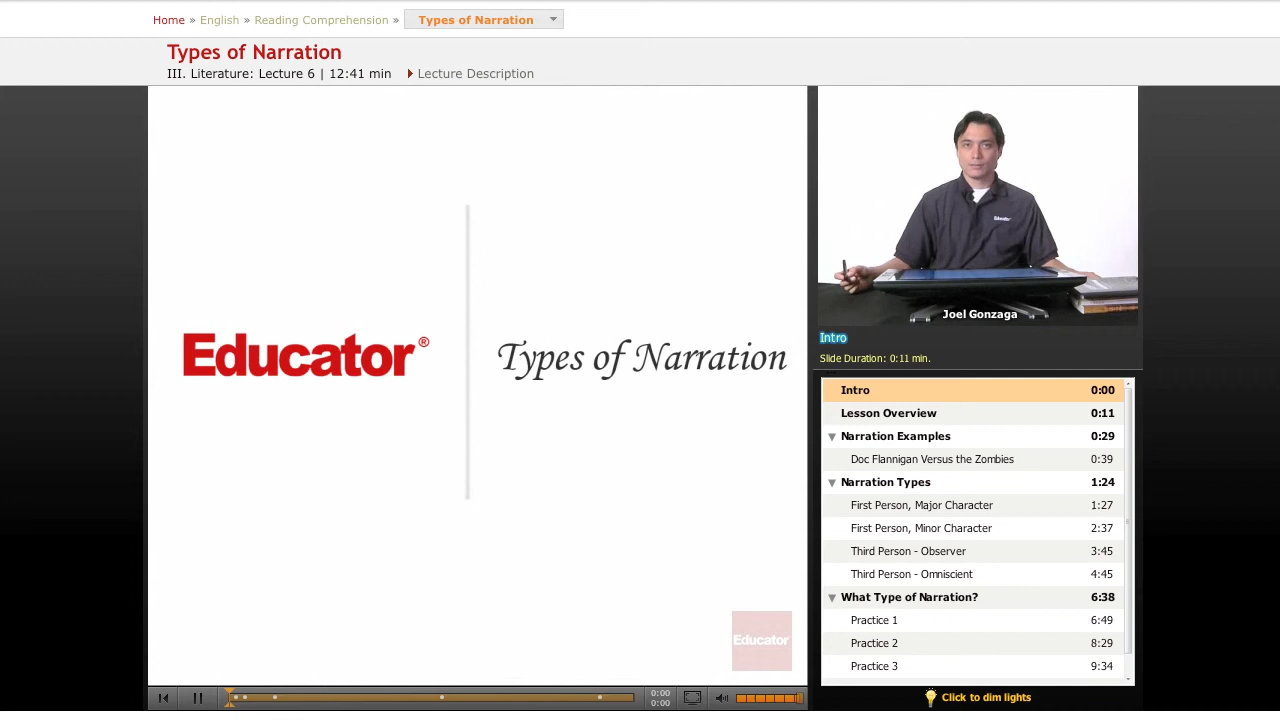 Home » English » Reading Comprehension » Types of Narration
Types of Narration
III. Literature: Lecture 6 | 12:41 min Lecture Description
Educator®
Types of Narration
Educator
Educator
Joel Gonzaga
Intro
Slide Duration: 0:11 min.
Intro 0:00
Lesson Overview 0:11
Narration Examples 0:29
Doc Flannigan Versus the Zombies 0:39
Narration Types 1:24
First Person, Major Character 1:27
First Person, Minor Character 2:37
Third Person - Observer 3:45
Third Person - Omniscient 4:45
What Type of Narration? 6:38
Practice 1 6:49
Practice 2 8:29
Practice 3 9:34
0:00
0:00
Click to dim lights